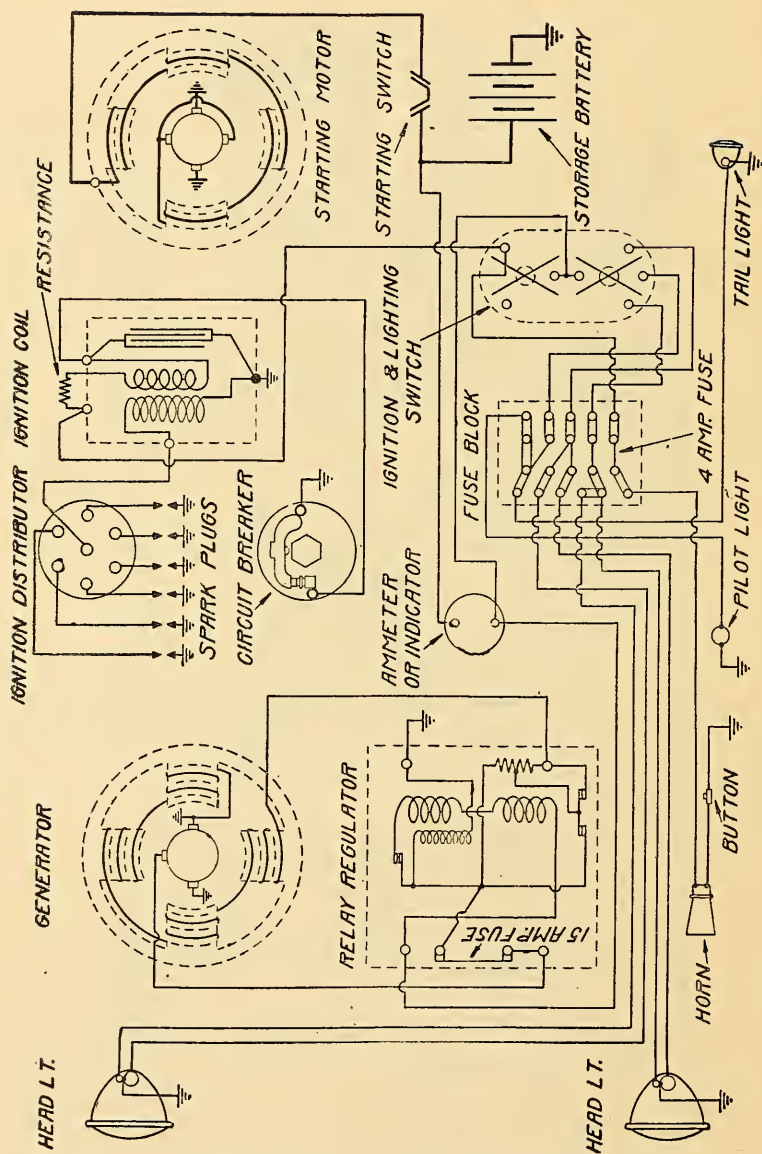 HEAD LT.
GENERATOR
IGNITION DISTRIBUTOR
IGNITION COIL
RESISTANCE
STARTING MOTOR
SPARK PLUGS
CIRCUIT BREAKER
STARTING SWITCH
RELAY REGULATOR
15 AMP. FUSE
AMMETER
OR INDICATOR
IGNITION & LIGHTING
SWITCH
STORAGE BATTERY
FUSE BLOCK
4 AMP. FUSE
HEAD LT.
HORN
BUTTON
PILOT LIGHT
TAIL LIGHT